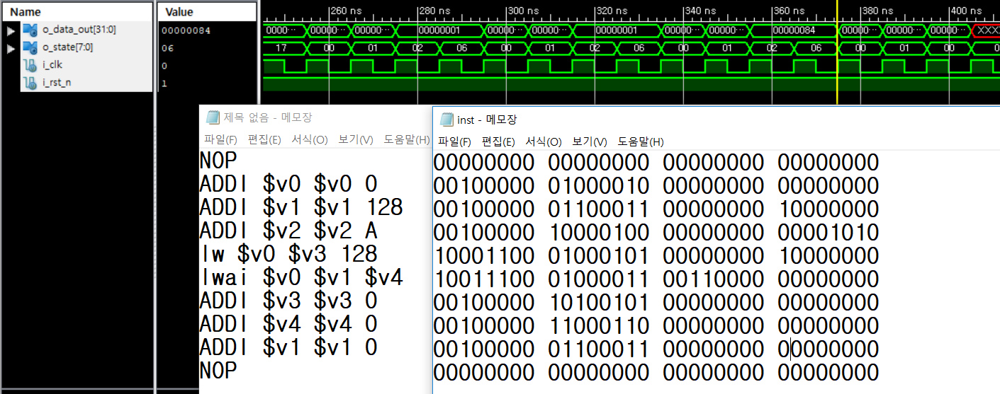 Name Value 260 ns 280 ns 300 ns 320 ns 340 ns 360 ns 380 ns 400 ns
o_data_out[31:0] 00000084 0000··· 00000··· 00000··· 00000001 00000··· 00000··· 00000001 00000··· 00000··· 00000084 00000··· 00000··· 00000···
o_state[7:0] 06 17 00 01 02 06 00 01 02 06 00 01 02 06 00 01 00
i_clk 0
i_rst_n 1
제목 없음 - 메모장
파일(F) 편집(E) 서식(O) 보기(V) 도움말(H)
NOP
ADDI $v0 $v0 0
ADDI $v1 $v1 128
ADDI $v2 $v2 A
lw $v0 $v3 128
lwai $v0 $v1 $v4
ADDI $v3 $v3 0
ADDI $v4 $v4 0
ADDI $v1 $v1 0
NOP
inst - 메모장
파일(F) 편집(E) 서식(O) 보기(V) 도움말(H)
00000000 00000000 00000000 00000000
00100000 01000010 00000000 00000000
00100000 01100011 00000000 10000000
00100000 10000100 00000000 00001010
10001100 01000101 00000000 10000000
10011100 01000011 00110000 00000000
00100000 10100101 00000000 00000000
00100000 11000110 00000000 00000000
00100000 01100011 00000000 00000000
00000000 00000000 00000000 00000000